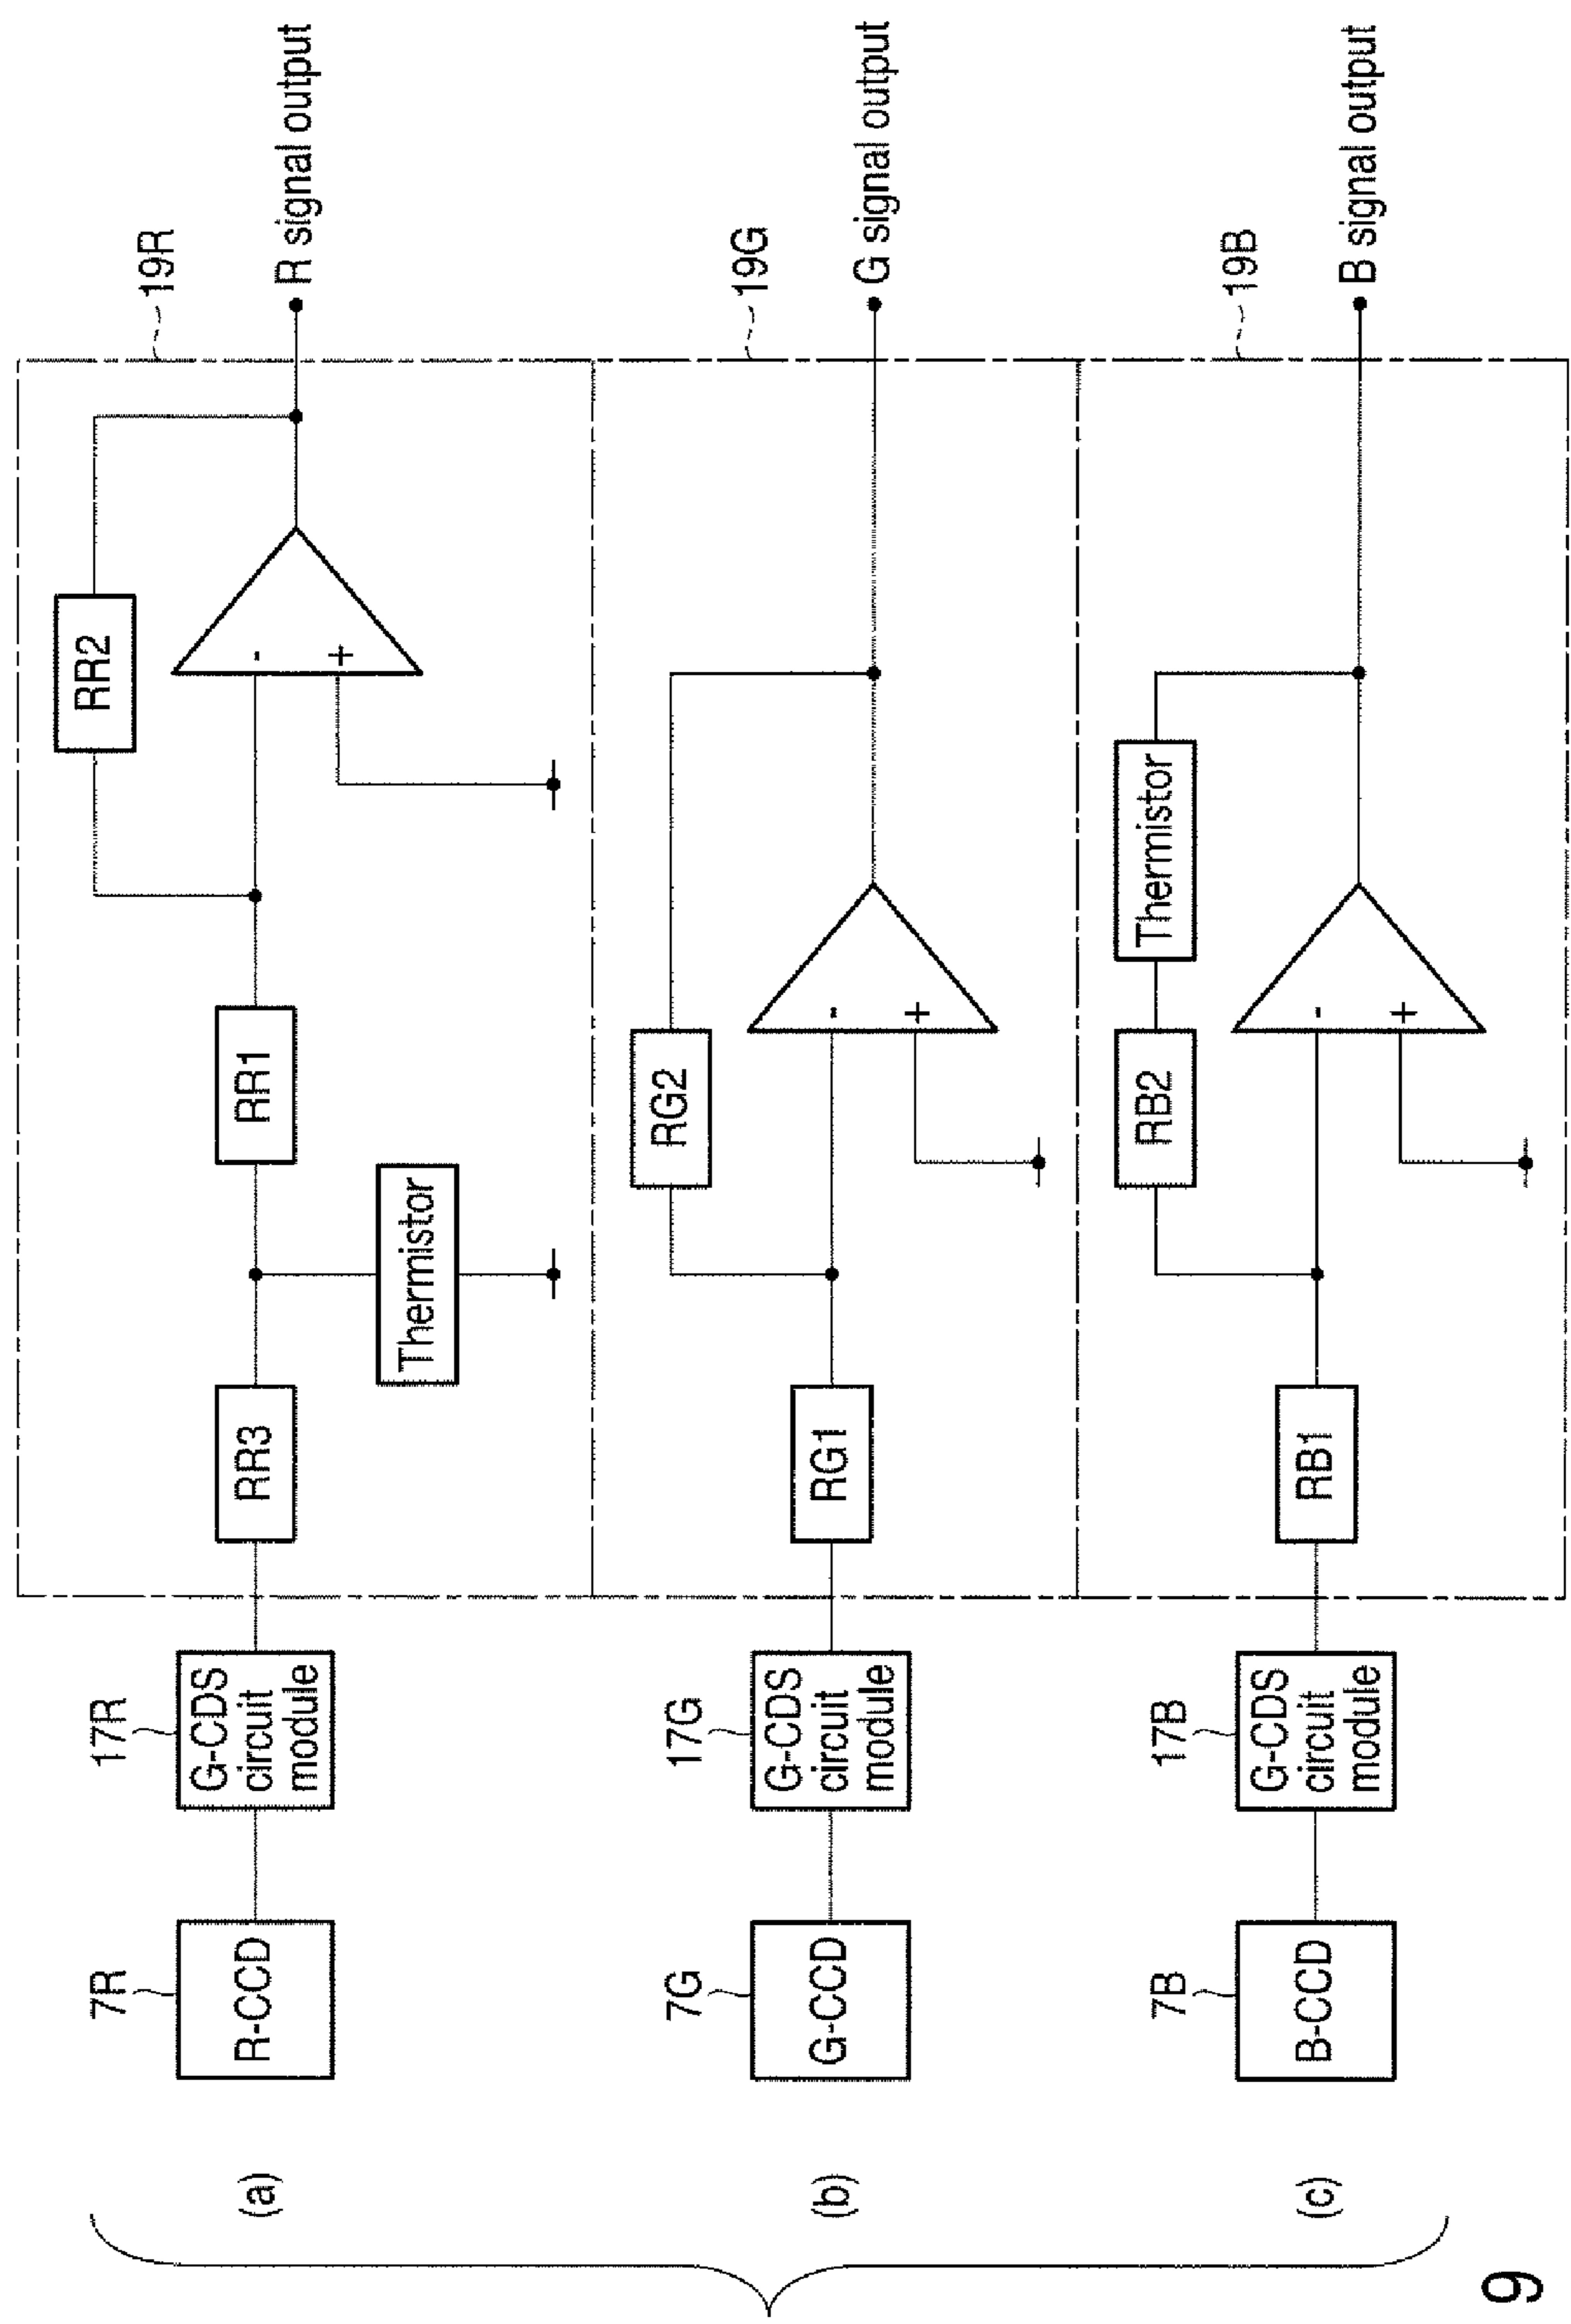 (a)
7R
R-CCD
17R
G-CDS
circuit
module
RR3
Thermistor
RR1
RR2
-
+
19R
R signal output
(b)
7G
G-CCD
17G
G-CDS
circuit
module
RG1
RG2
-
+
19G
G signal output
(c)
7B
B-CCD
17B
G-CDS
circuit
module
RB1
RB2
Thermistor
-
+
19B
B signal output
9